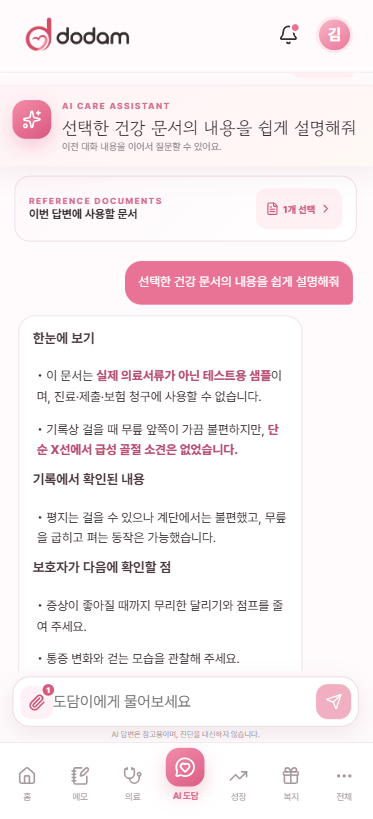 dodam
김
AI CARE ASSISTANT
선택한 건강 문서의 내용을 쉽게 설명해줘
이전 대화 내용을 이어서 질문할 수 있어요.
REFERENCE DOCUMENTS
이번 답변에 사용할 문서
1개 선택
선택한 건강 문서의 내용을 쉽게 설명해줘
한눈에 보기
• 이 문서는 실제 의료서류가 아닌 테스트용 샘플이
며, 진료·제출·보험 청구에 사용할 수 없습니다.
• 기록상 걸을 때 무릎 앞쪽이 가끔 불편하지만, 단
순 X선에서 급성 골절 소견은 없었습니다.
기록에서 확인된 내용
• 평지는 걸을 수 있으나 계단에서는 불편했고, 무릎
을 굽히고 펴는 동작은 가능했습니다.
보호자가 다음에 확인할 점
• 증상이 좋아질 때까지 무리한 달리기와 점프를 줄
여 주세요.
• 통증 변화와 걷는 모습을 관찰해 주세요.
1
도담이에게 물어보세요
AI 답변은 참고용이며, 진단을 대신하지 않습니다.
홈
메모
의료
AI 도담
성장
복지
전체